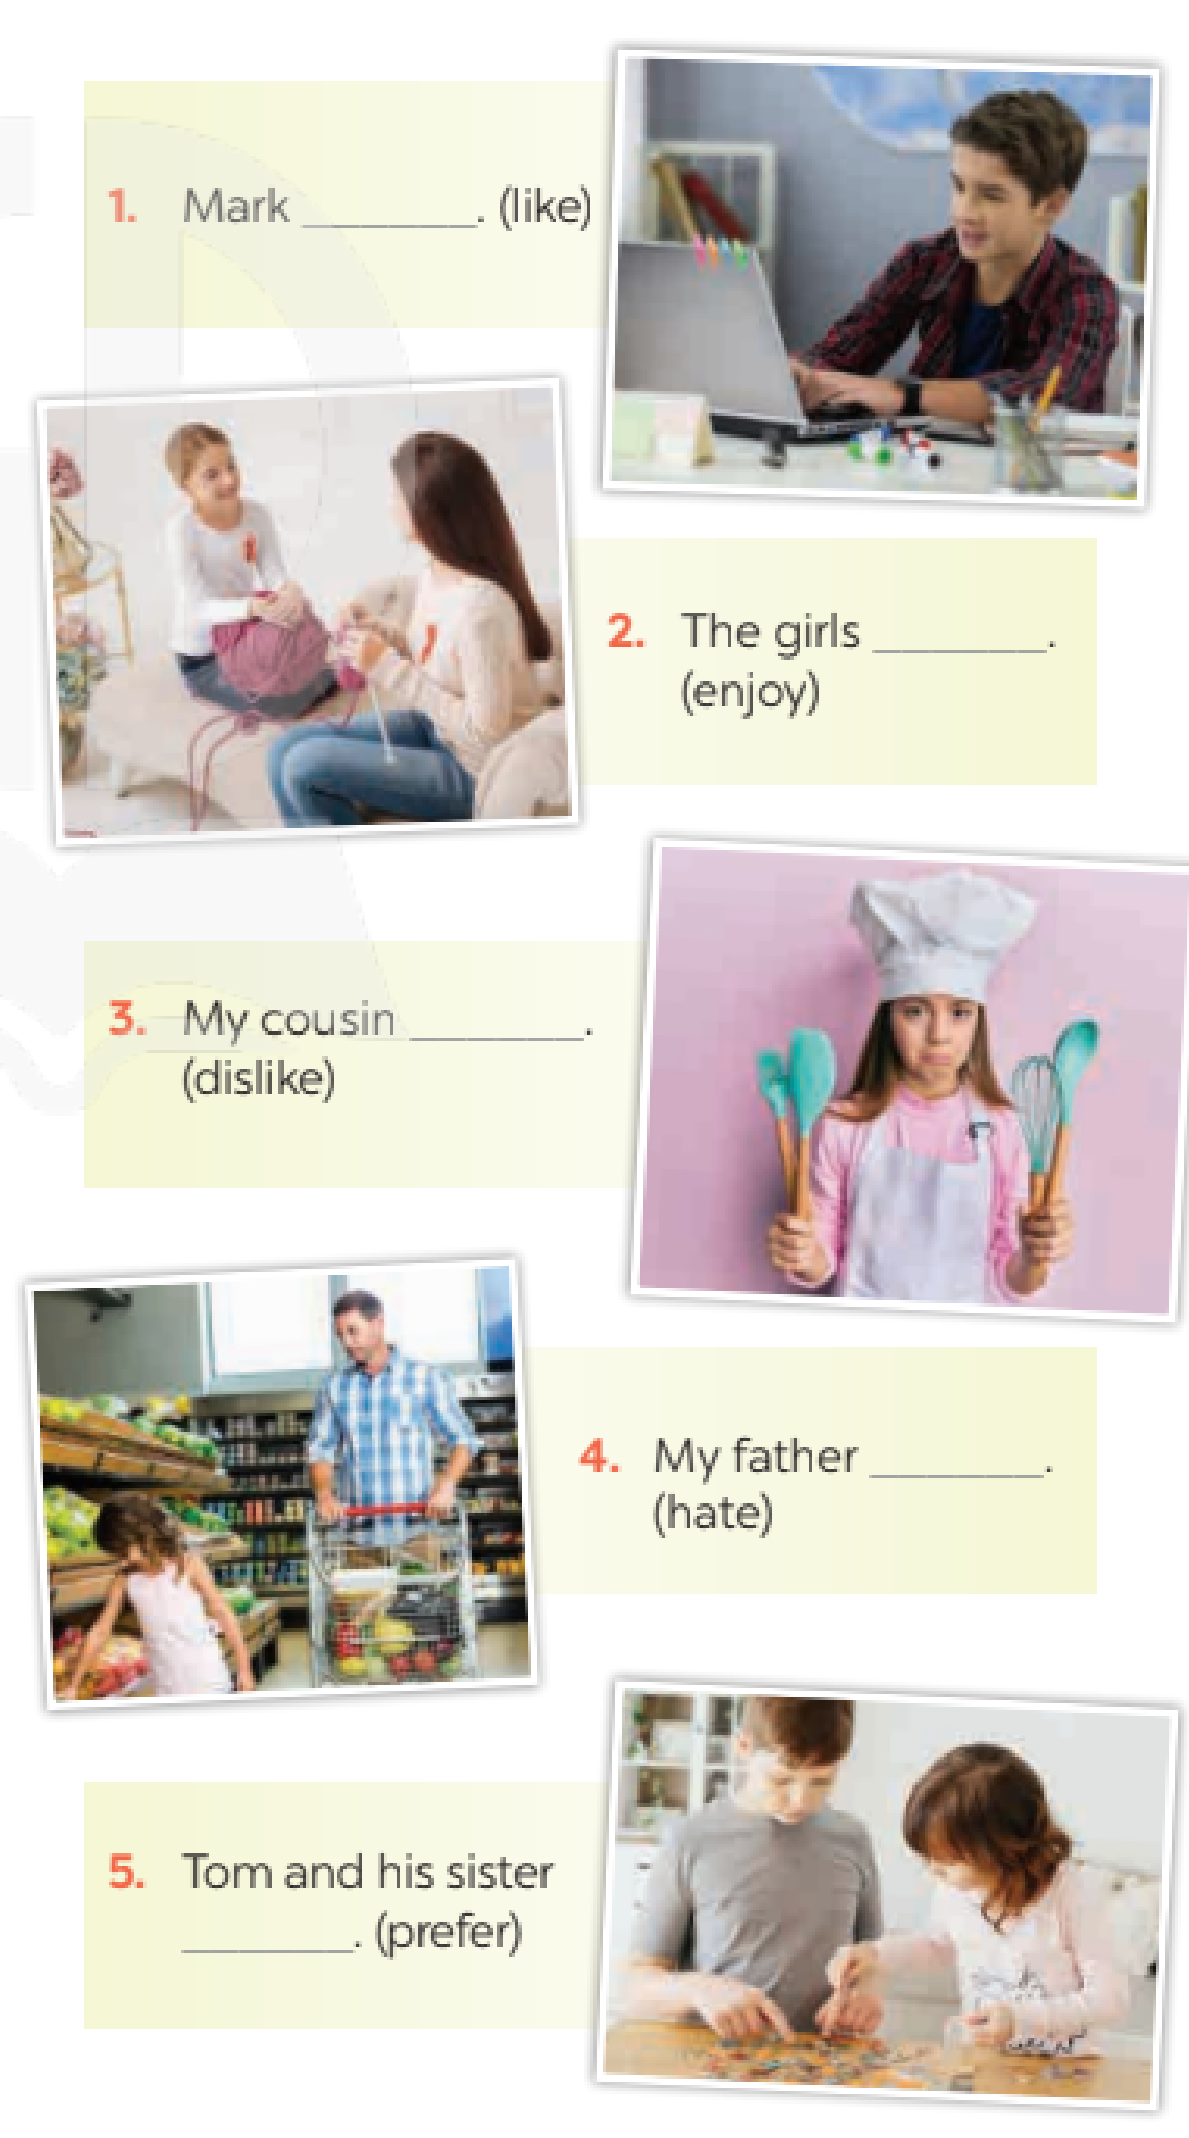 1. Mark ________. (like)
2. The girls ________.
(enjoy)
3. My cousin ________.
(dislike)
4. My father ________.
(hate)
5. Tom and his sister
________. (prefer)